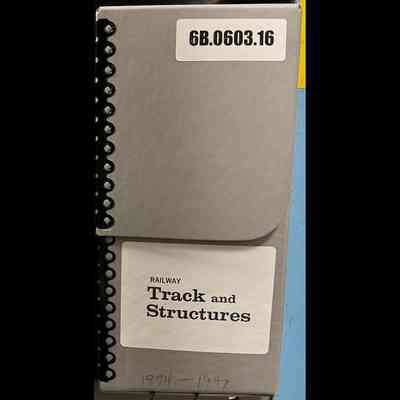 6B.0603.16
RAILWAY
Track and
Structures